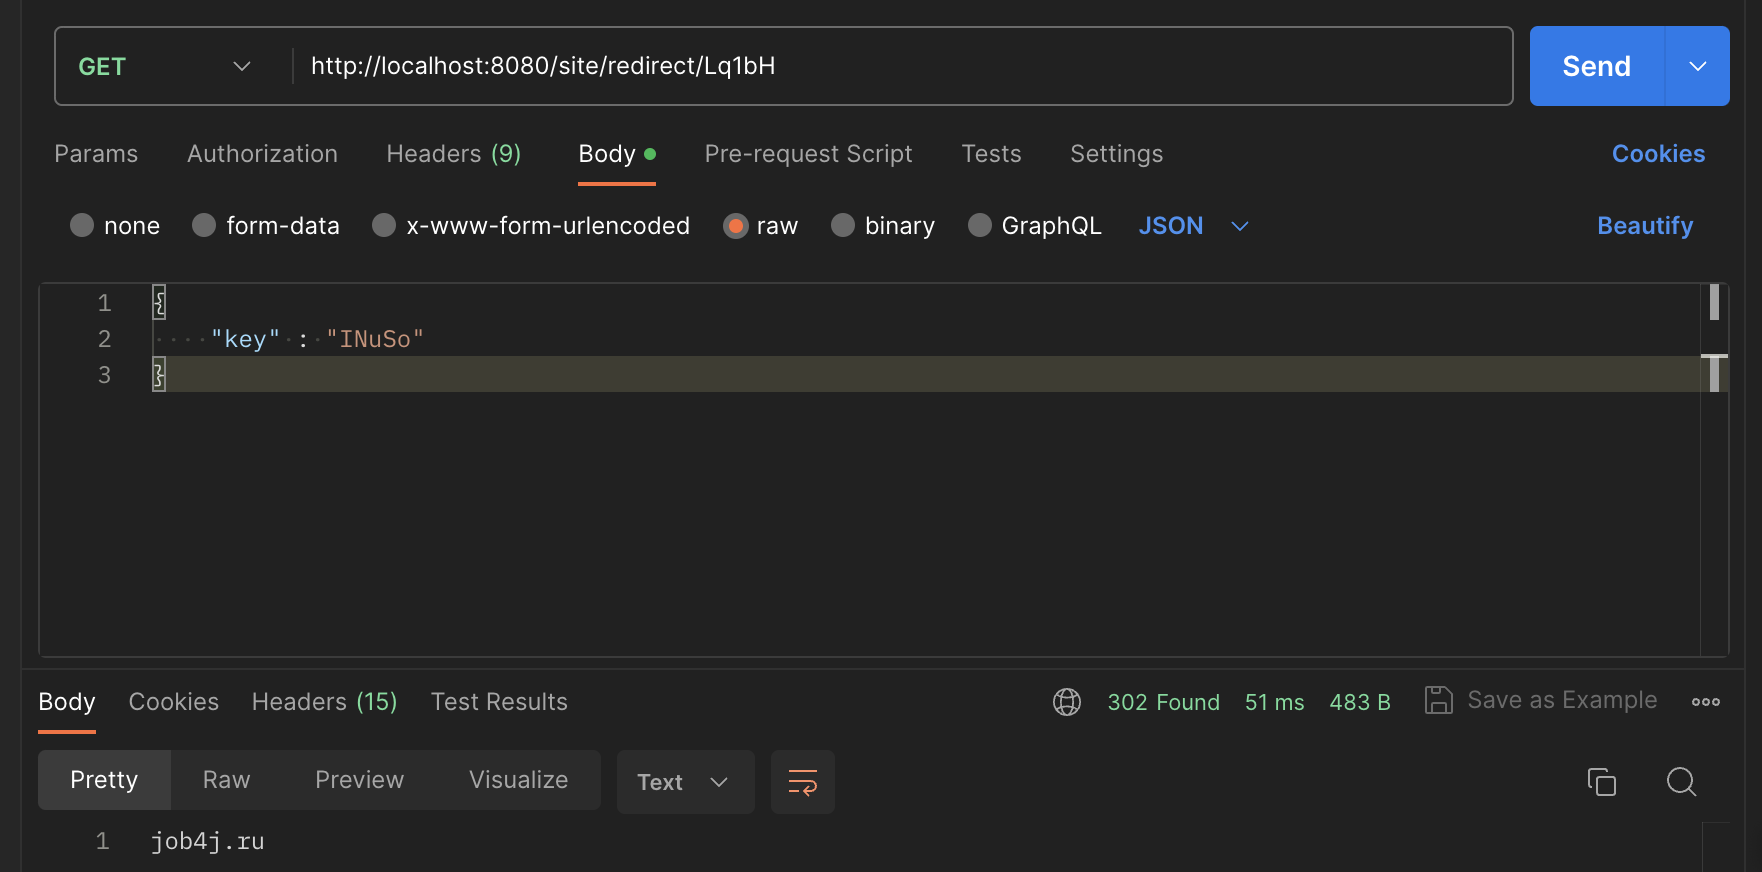 GET http://localhost:8080/site/redirect/Lq1bH Send
Params Authorization Headers (9) Body Pre-request Script Tests Settings Cookies
none form-data x-www-form-urlencoded raw binary GraphQL JSON Beautify
1 {
2 ····"key"·:·"INuSo"
3 }
Body Cookies Headers (15) Test Results 302 Found 51 ms 483 B Save as Example
Pretty Raw Preview Visualize Text
1 job4j.ru